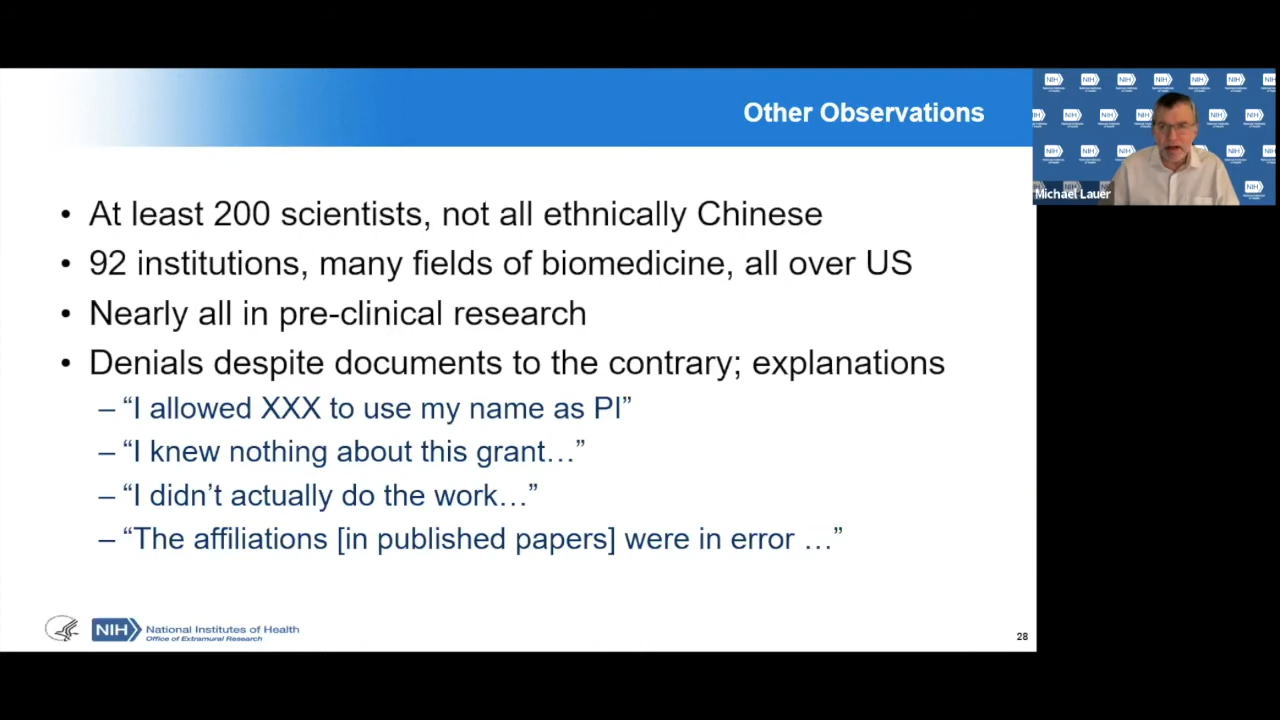 Other Observations
• At least 200 scientists, not all ethnically Chinese
• 92 institutions, many fields of biomedicine, all over US
• Nearly all in pre-clinical research
• Denials despite documents to the contrary; explanations
– “I allowed XXX to use my name as PI”
– “I knew nothing about this grant…”
– “I didn’t actually do the work…”
– “The affiliations [in published papers] were in error …”
NIH National Institutes of Health
Office of Extramural Research
28
NIH
Michael Lauer